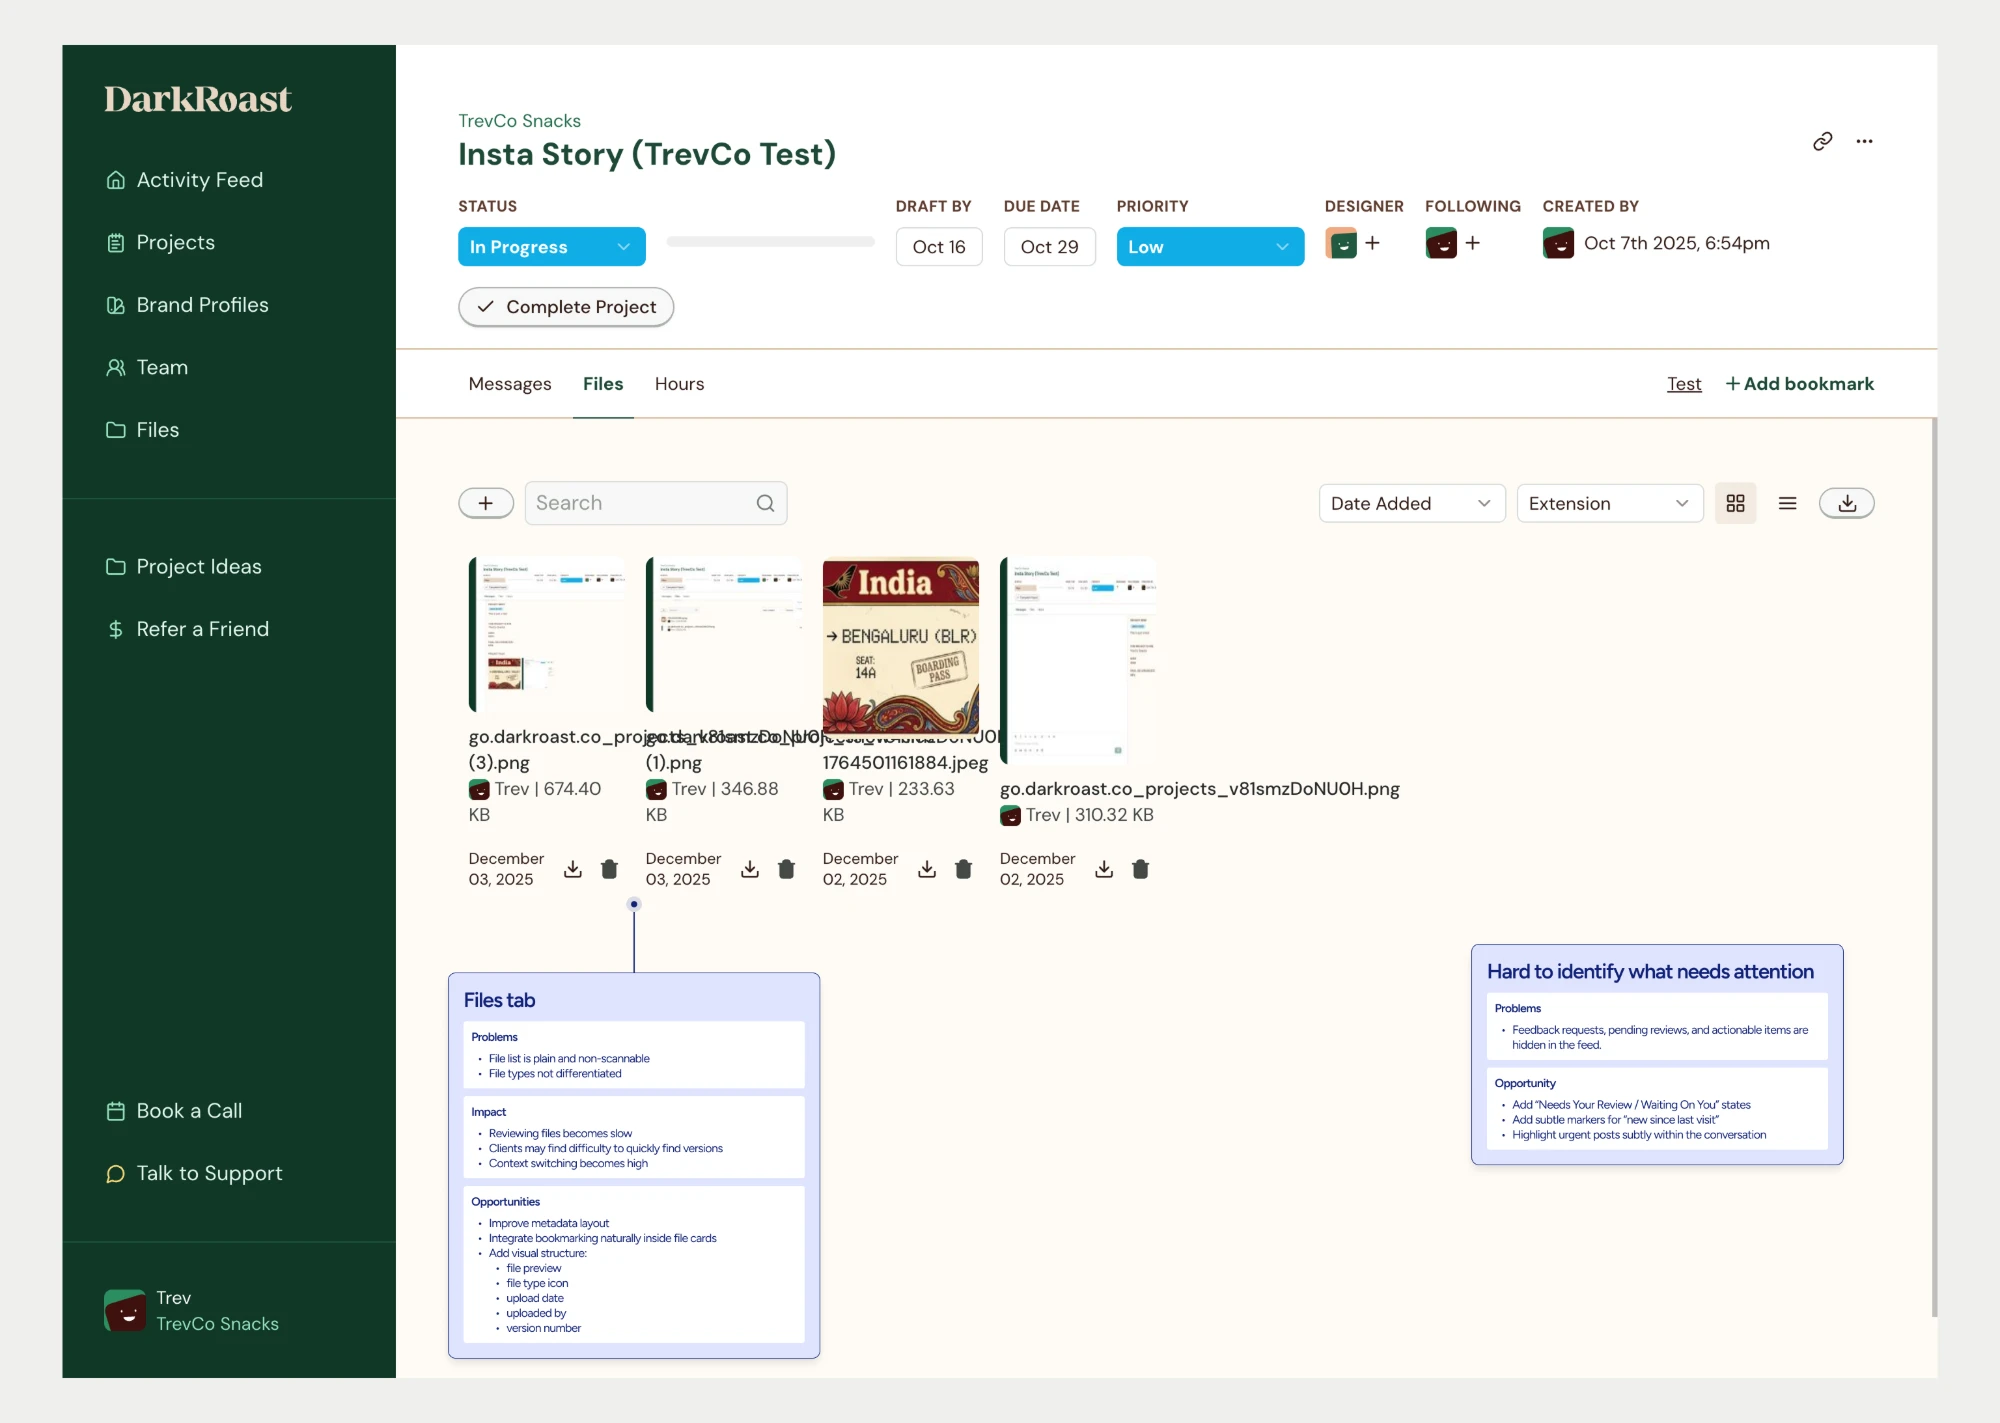 DarkRoast
Activity Feed
Projects
Brand Profiles
Team
Files
Project Ideas
Refer a Friend
Book a Call
Talk to Support
Trev
TrevCo Snacks
TrevCo Snacks
Insta Story (TrevCo Test)
STATUS
In Progress
DRAFT BY
Oct 16
DUE DATE
Oct 29
PRIORITY
Low
DESIGNER
+
FOLLOWING
+
CREATED BY
Oct 7th 2025, 6:54pm
Complete Project
Messages
Files
Hours
Test
+ Add bookmark
+
Search
Date Added
Extension
go.darkroast.co_projects_v81smzDoNU0H
(3).png
Trev | 674.40
KB
December
03, 2025
(1).png
Trev | 346.88
KB
December
03, 2025
India
→ BENGALURU (BLR)
SEAT:
14A
BOARDING
PASS
1764501161884.jpeg
Trev | 233.63
KB
December
02, 2025
Insta Story (TrevCo Test)
go.darkroast.co_projects_v81smzDoNU0H.png
Trev | 310.32 KB
December
02, 2025
Files tab
Problems
• File list is plain and non-scannable
• File types not differentiated
Impact
• Reviewing files becomes slow
• Clients may find difficulty to quickly find versions
• Context switching becomes high
Opportunities
• Improve metadata layout
• Integrate bookmarking naturally inside file cards
• Add visual structure:
• file preview
• file type icon
• upload date
• uploaded by
• version number
Hard to identify what needs attention
Problems
• Feedback requests, pending reviews, and actionable items are
hidden in the feed.
Opportunity
• Add “Needs Your Review / Waiting On You” states
• Add subtle markers for “new since last visit”
• Highlight urgent posts subtly within the conversation